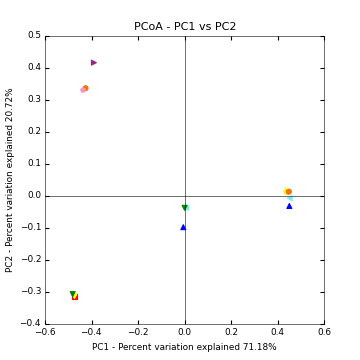 PCoA - PC1 vs PC2
PC2 - Percent variation explained 20.72%
0.5
0.4
0.3
0.2
0.1
0.0
−0.1
−0.2
−0.3
−0.4
−0.6 −0.4 −0.2 0.0 0.2 0.4 0.6
PC1 - Percent variation explained 71.18%